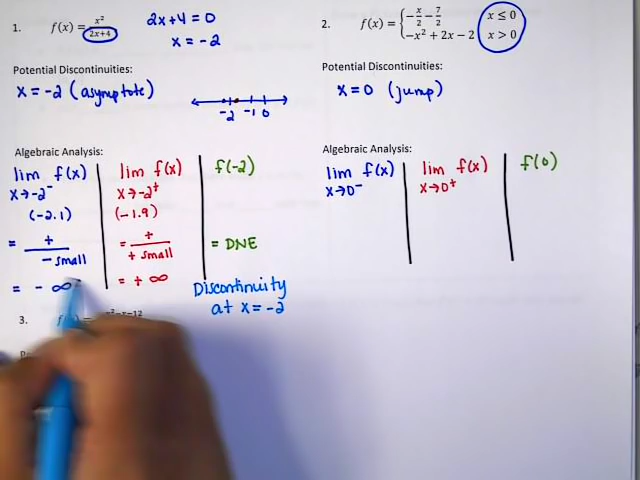 1. f(x) = x²/(2x+4)
2x+4 = 0
x = -2
Potential Discontinuities:
x = -2 (asymptote)
-2 -1 0
Algebraic Analysis:
lim f(x)
x→-2⁻
(-2.1)
= +/(- small)
= - ∞
lim f(x)
x→-2⁺
(-1.9)
= +/(+ small)
= + ∞
f(-2)
= DNE
Discontinuity
at x = -2
2. f(x) = { -x/2 - 7/2 x ≤ 0
-x² + 2x - 2 x > 0
Potential Discontinuities:
x = 0 (jump)
Algebraic Analysis:
lim f(x)
x→0⁻
lim f(x)
x→0⁺
f(0)
3.